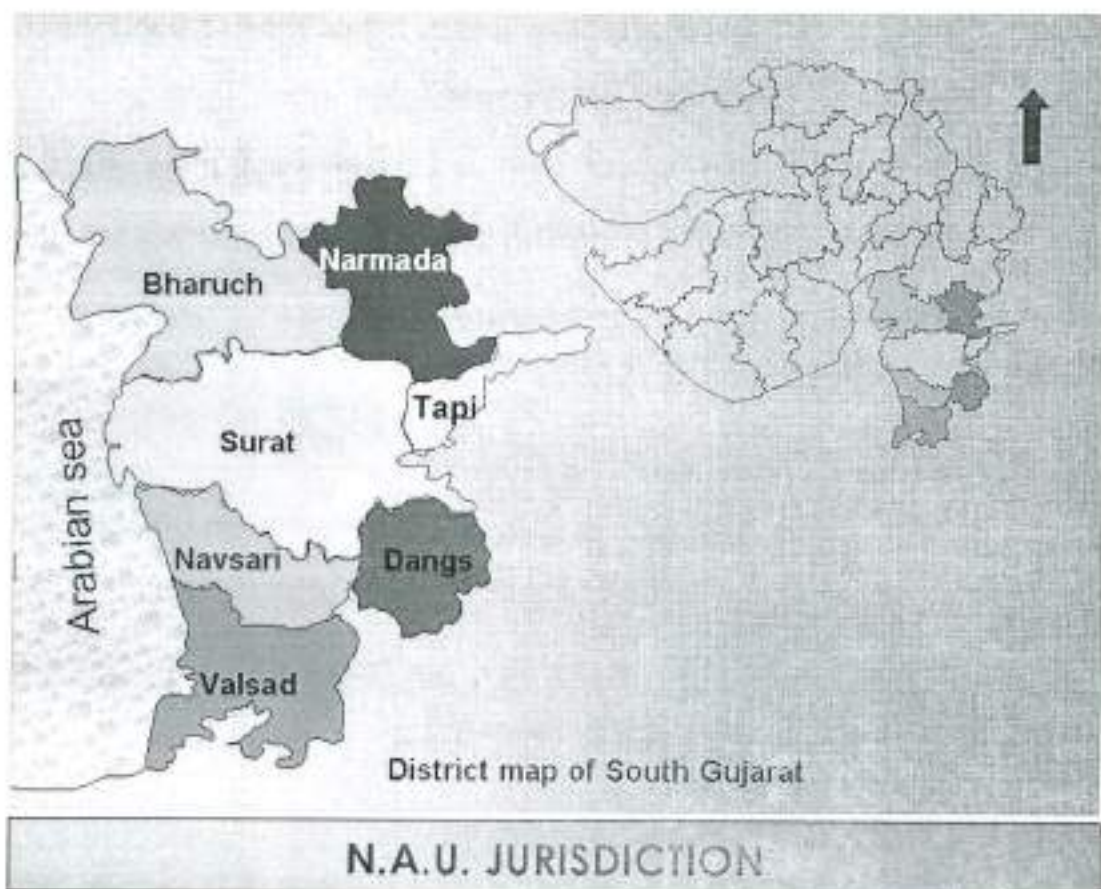 Narmada
Bharuch
Tapi
Surat
Arabian sea
Navsari
Dangs
Valsad
District map of South Gujarat
N.A.U. JURISDICTION